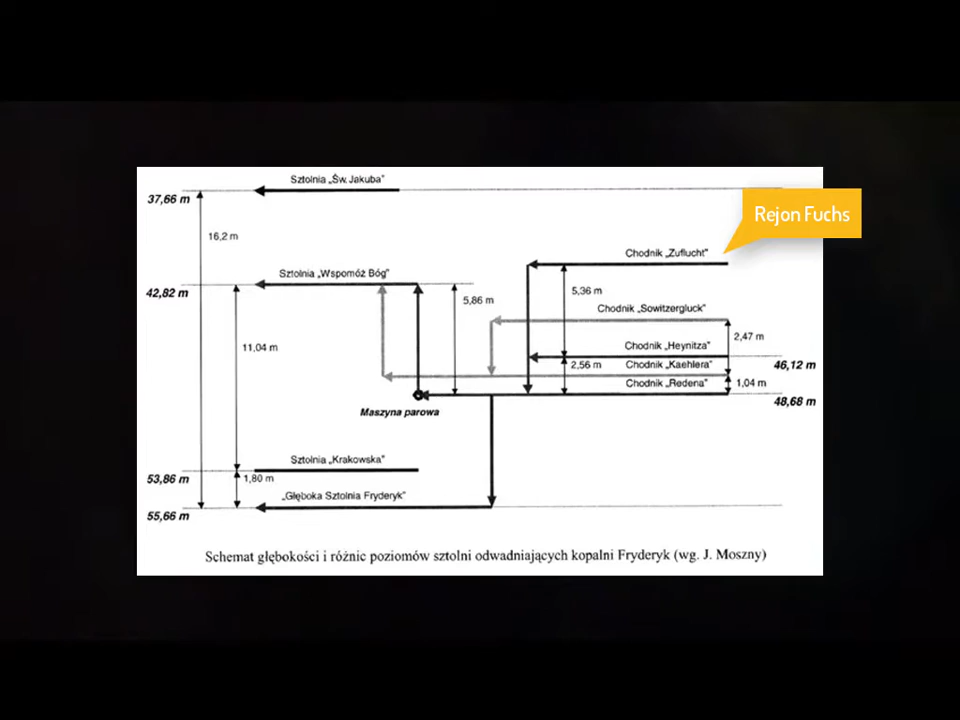 Sztolnia „Św. Jakuba”
37,66 m
Rejon Fuchs
16,2 m
Chodnik „Zuflucht”
Sztolnia „Wspomóż Bóg”
42,82 m
5,86 m
5,36 m
Chodnik „Sowitzergluck”
2,47 m
11,04 m
Chodnik „Heynitza”
2,56 m
Chodnik „Kaehlera”
46,12 m
Chodnik „Redena”
1,04 m
48,68 m
Maszyna parowa
Sztolnia „Krakowska”
53,86 m
1,80 m
„Głęboka Sztolnia Fryderyk”
55,66 m
Schemat głębokości i różnic poziomów sztolni odwadniających kopalni Fryderyk (wg. J. Moszny)